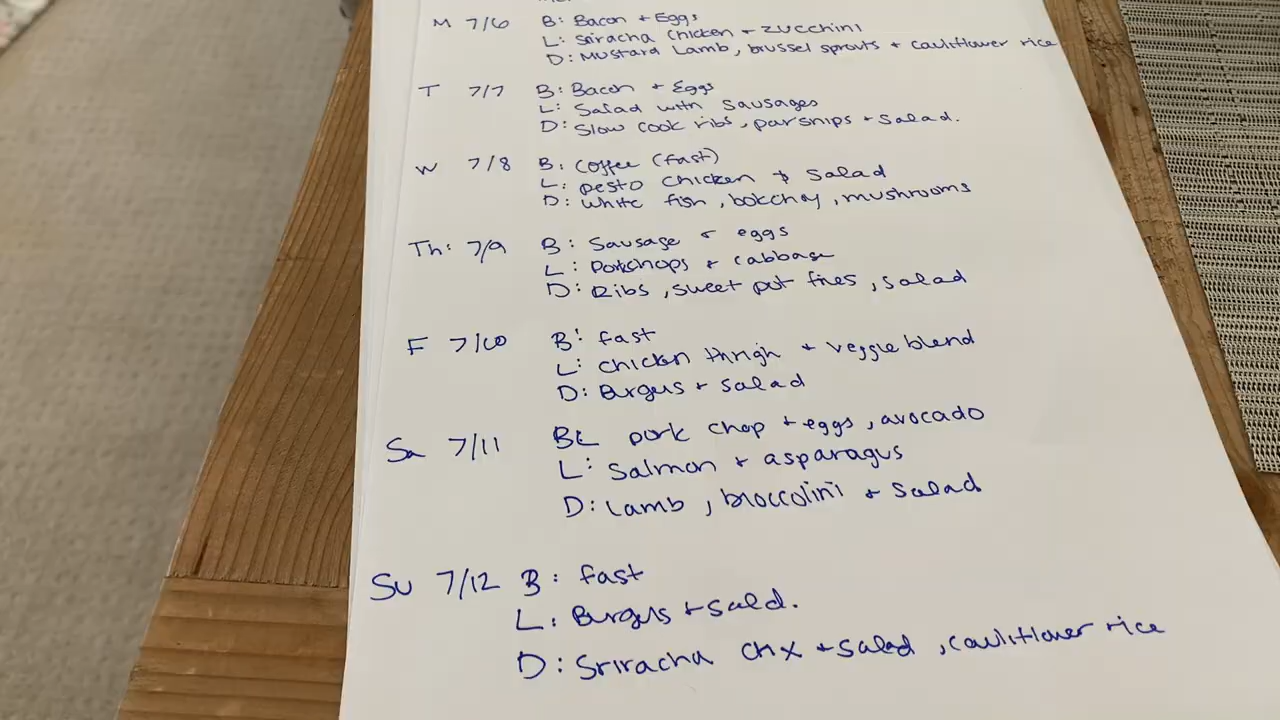 M 7/6 B: Bacon + Eggs
L: Sriracha Chicken + zucchini
D: Mustard Lamb, brussel sprouts + cauliflower rice
T 7/7 B: Bacon + Eggs
L: Salad with Sausages
D: Slow cook ribs, parsnips + salad.
W 7/8 B: Coffee (fast)
L: pesto chicken + Salad
D: White fish, bokchoy, mushrooms
Th: 7/9 B: Sausage + eggs
L: Porkchops + cabbage
D: Ribs, sweet pot fries, salad
F 7/10 B: fast
L: Chicken thigh + veggie blend
D: Burgers + salad
Sa 7/11 B: pork chop + eggs, avocado
L: Salmon + asparagus
D: Lamb, broccolini + Salad
Su 7/12 B: fast
L: Burgers + salad.
D: Sriracha chx + salad, cauliflower rice